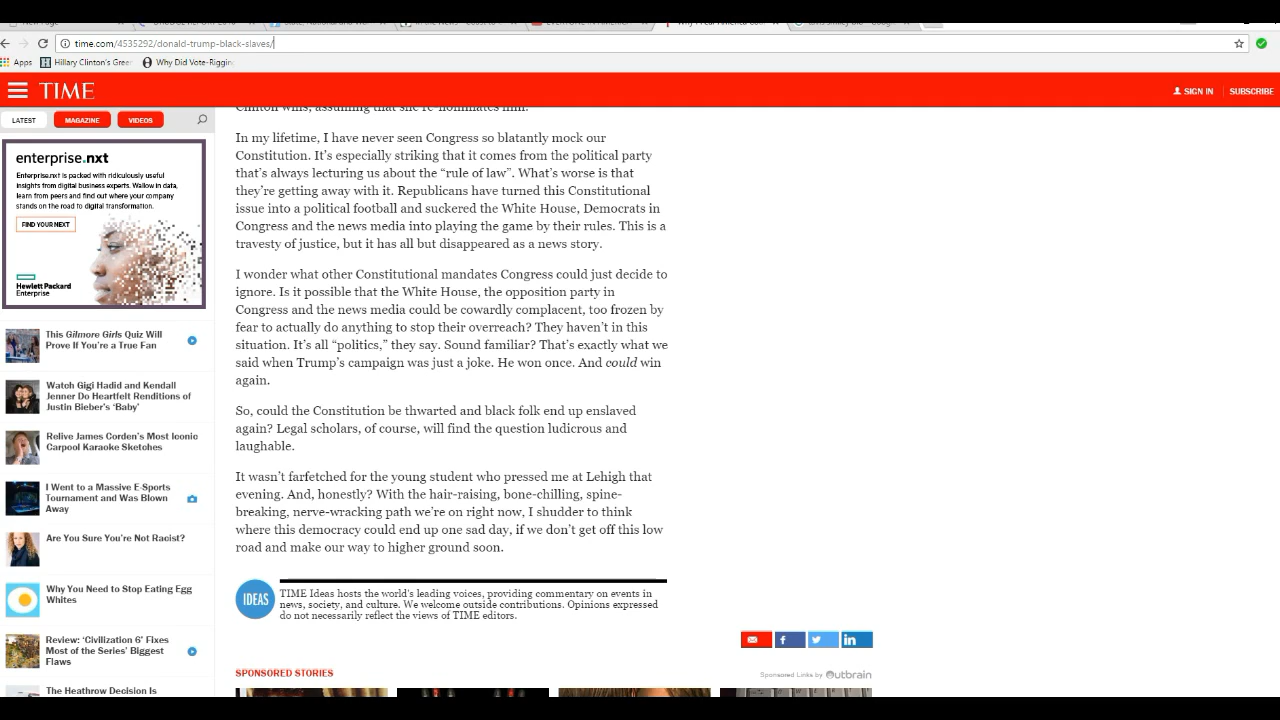 time.com/4535292/donald-trump-black-slaves/
Apps
Hillary Clinton's Green
Why Did Vote-Rigging
TIME
SIGN IN
SUBSCRIBE
LATEST
MAGAZINE
VIDEOS
enterprise.nxt
Enterprise.nxt is packed with ridiculously useful
insights from digital business experts. Wallow in data,
learn from peers and find out where your company
stands on the road to digital transformation.
FIND YOUR NEXT
Hewlett Packard
Enterprise
This Gilmore Girls Quiz Will
Prove If You're a True Fan
Watch Gigi Hadid and Kendall
Jenner Do Heartfelt Renditions of
Justin Bieber's 'Baby'
Relive James Corden's Most Iconic
Carpool Karaoke Sketches
I Went to a Massive E-Sports
Tournament and Was Blown
Away
Are You Sure You're Not Racist?
Why You Need to Stop Eating Egg
Whites
Review: 'Civilization 6' Fixes
Most of the Series' Biggest
Flaws
The Heathrow Decision Is
Clinton wins, assuming that she re-nominates him.
In my lifetime, I have never seen Congress so blatantly mock our
Constitution. It's especially striking that it comes from the political party
that's always lecturing us about the "rule of law". What's worse is that
they're getting away with it. Republicans have turned this Constitutional
issue into a political football and suckered the White House, Democrats in
Congress and the news media into playing the game by their rules. This is a
travesty of justice, but it has all but disappeared as a news story.
I wonder what other Constitutional mandates Congress could just decide to
ignore. Is it possible that the White House, the opposition party in
Congress and the news media could be cowardly complacent, too frozen by
fear to actually do anything to stop their overreach? They haven't in this
situation. It's all "politics," they say. Sound familiar? That's exactly what we
said when Trump's campaign was just a joke. He won once. And could win
again.
So, could the Constitution be thwarted and black folk end up enslaved
again? Legal scholars, of course, will find the question ludicrous and
laughable.
It wasn't farfetched for the young student who pressed me at Lehigh that
evening. And, honestly? With the hair-raising, bone-chilling, spine-
breaking, nerve-wracking path we're on right now, I shudder to think
where this democracy could end up one sad day, if we don't get off this low
road and make our way to higher ground soon.
IDEAS
TIME Ideas hosts the world's leading voices, providing commentary on events in
news, society, and culture. We welcome outside contributions. Opinions expressed
do not necessarily reflect the views of TIME editors.
SPONSORED STORIES
Sponsored Links by Outbrain